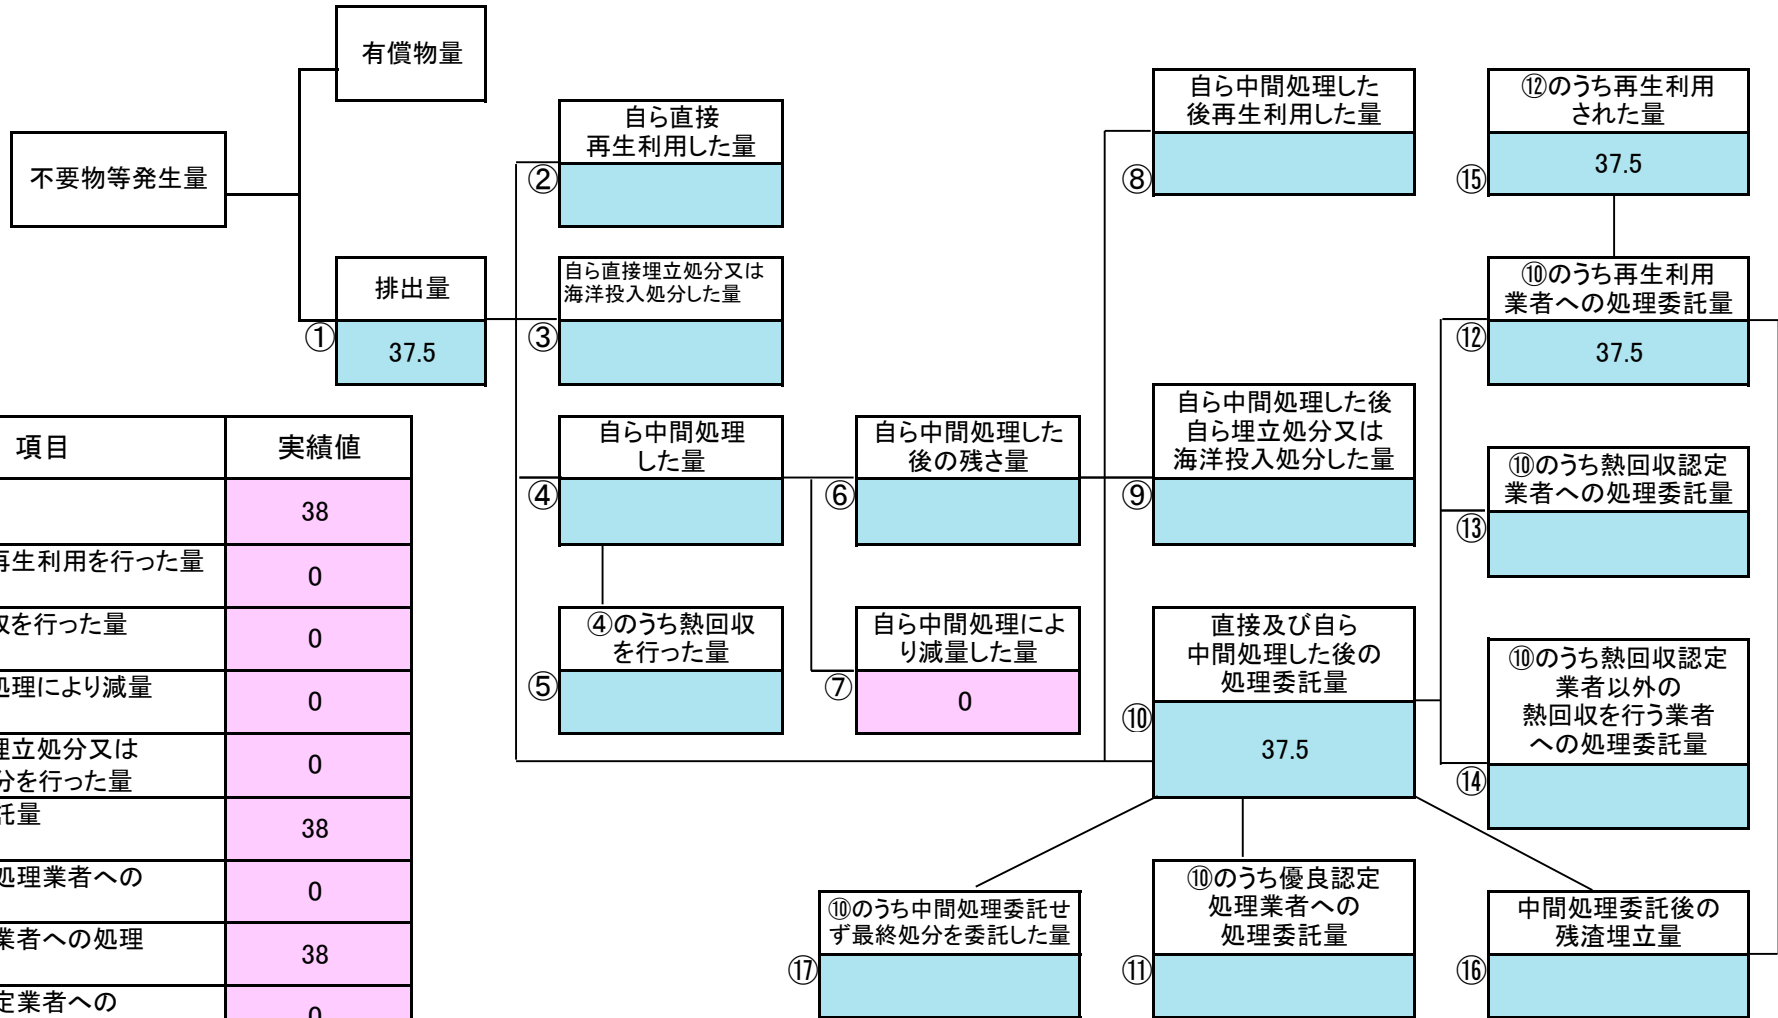 有償物量
不要物等発生量
排出量
①
37.5
自ら直接
再生利用した量
②
自ら直接埋立処分又は
海洋投入処分した量
③
自ら中間処理
した量
④
④のうち熱回収
を行った量
⑤
自ら中間処理した
後の残さ量
⑥
自ら中間処理によ
り減量した量
⑦
0
自ら中間処理した
後再生利用した量
⑧
自ら中間処理した後
自ら埋立処分又は
海洋投入処分した量
⑨
直接及び自ら
中間処理した後の
処理委託量
⑩
37.5
⑩のうち優良認定
処理業者への
処理委託量
⑪
⑩のうち再生利用
業者への処理委託量
⑫
37.5
⑩のうち熱回収認定
業者への処理委託量
⑬
⑩のうち熱回収認定
業者以外の
熱回収を行う業者
への処理委託量
⑭
⑫のうち再生利用
された量
⑮
37.5
中間処理委託後の
残渣埋立量
⑯
⑩のうち中間処理委託せ
ず最終処分を委託した量
⑰
項目 実績値
38
再生利用を行った量
0
を行った量
0
処理により減量
0
埋立処分又は
分を行った量
0
託量
38
処理業者への
0
業者への処理
38
定業者への
0